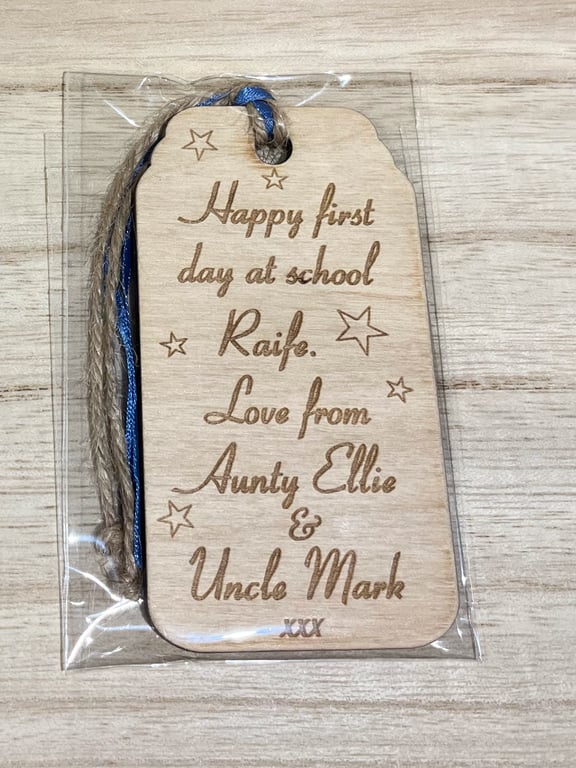 Happy first
day at school
Raife.
Love from
Aunty Ellie
&
Uncle Mark
xxx